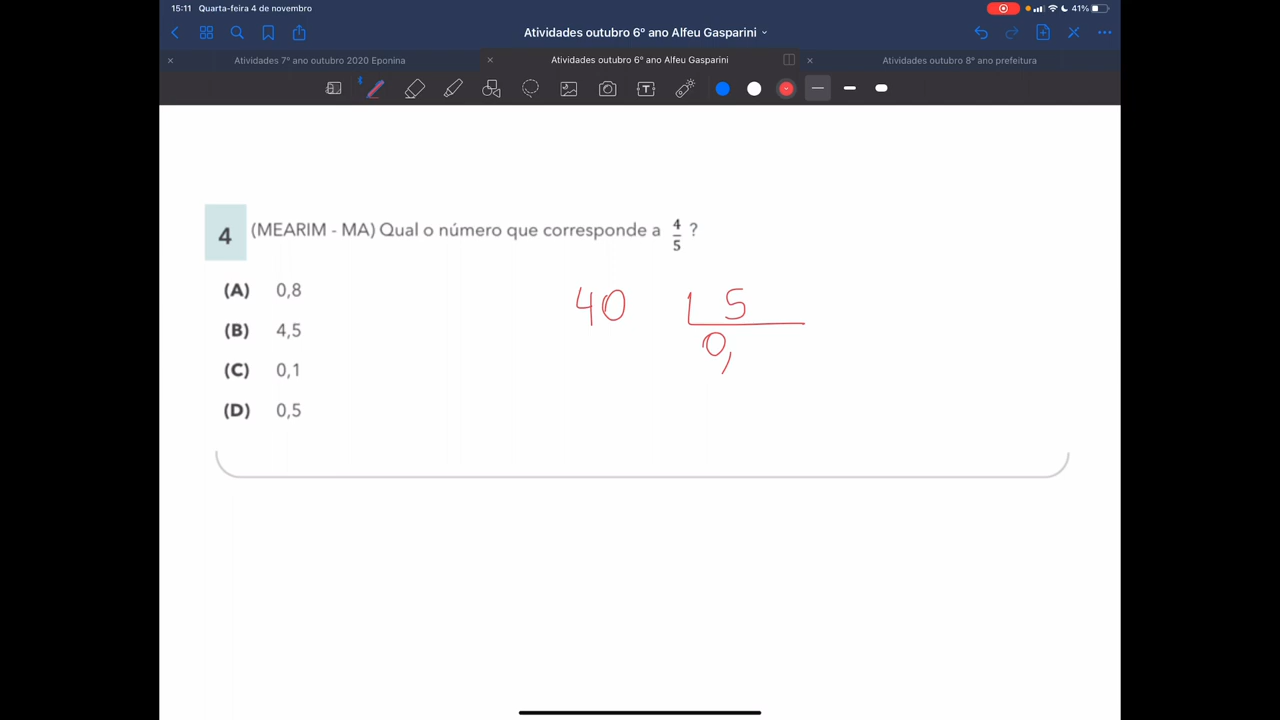 15:11 Quarta-feira 4 de novembro
41%
Atividades outubro 6º ano Alfeu Gasparini
Atividades 7º ano outubro 2020 Eponina
Atividades outubro 6º ano Alfeu Gasparini
Atividades outubro 8º ano prefeitura
T
4 (MEARIM - MA) Qual o número que corresponde a 4/5 ?
(A) 0,8
(B) 4,5
(C) 0,1
(D) 0,5
40 5
0,